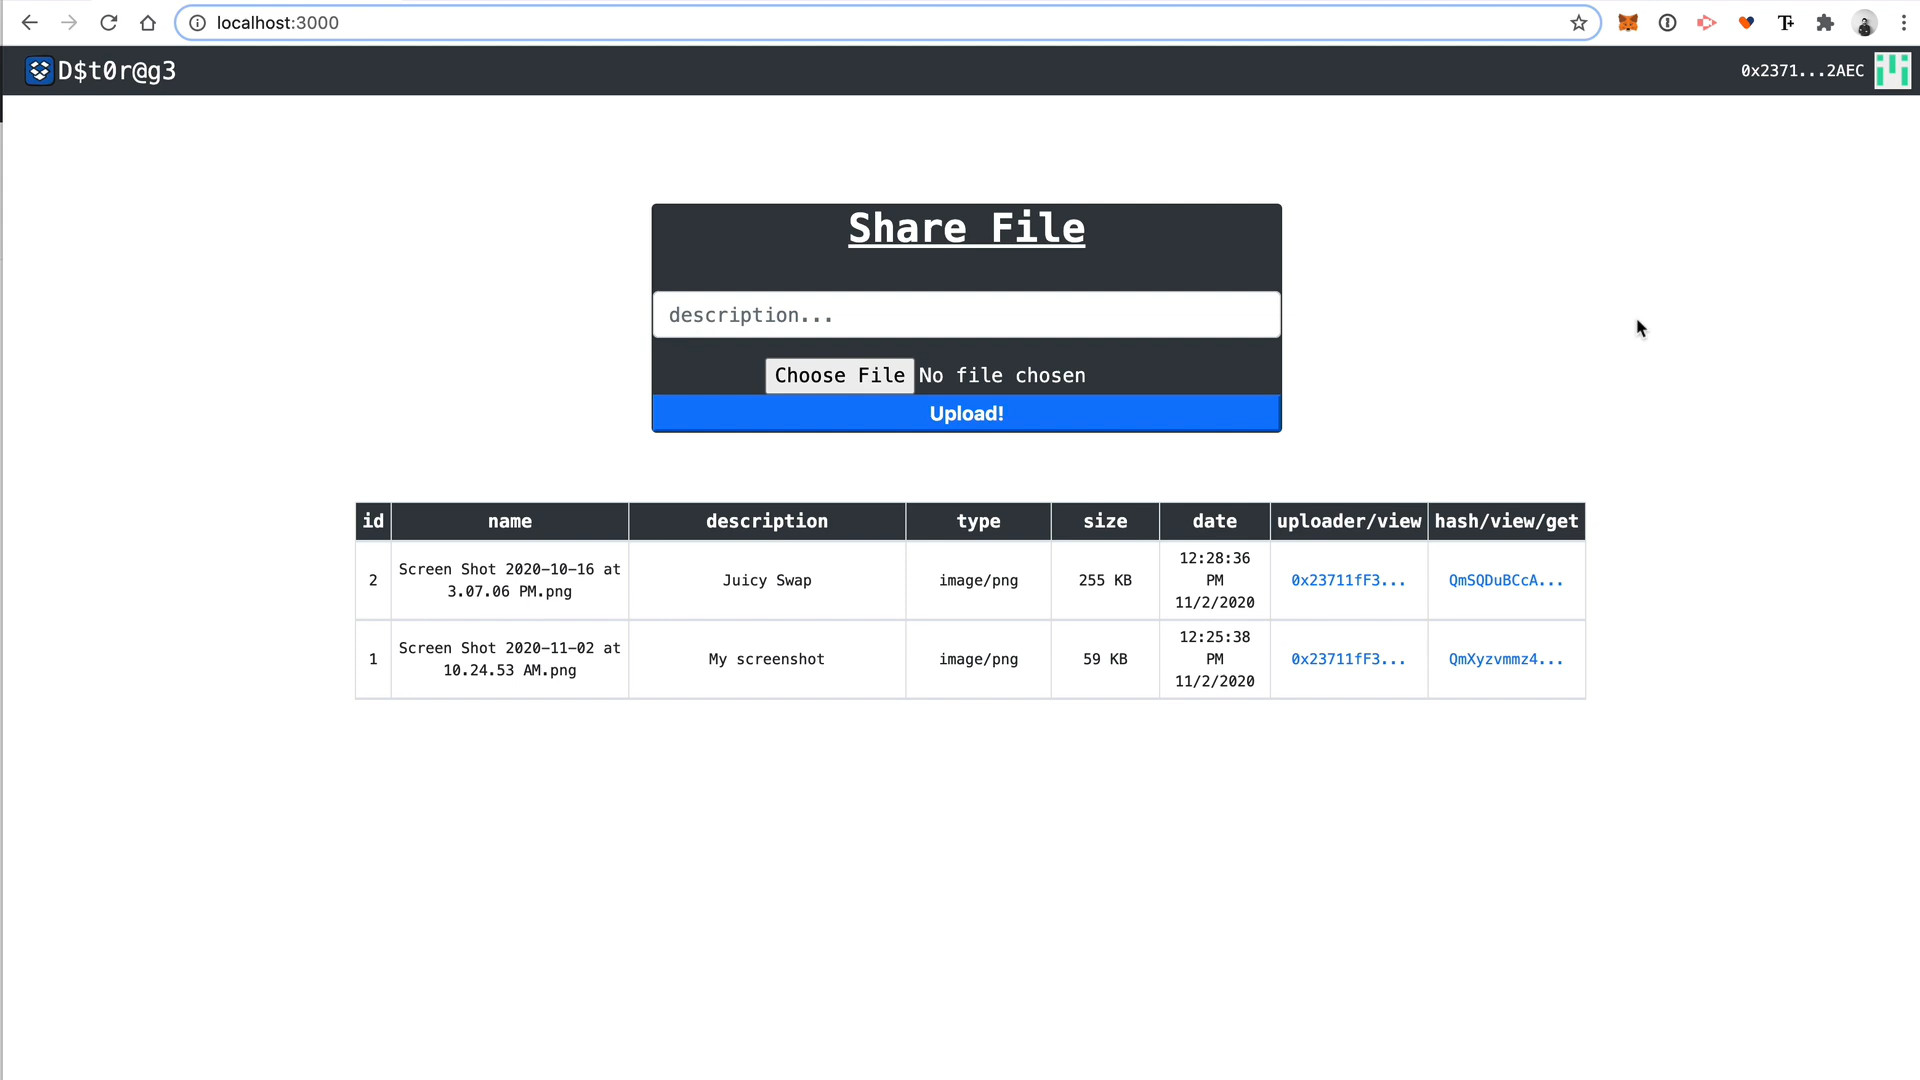 localhost:3000
D$t0r@g3
0x2371...2AEC
Share File
description...
Choose File No file chosen
Upload!
id name description type size date uploader/view hash/view/get
2 Screen Shot 2020-10-16 at 3.07.06 PM.png Juicy Swap image/png 255 KB 12:28:36 PM 11/2/2020 0x23711fF3... QmSQDuBCcA...
1 Screen Shot 2020-11-02 at 10.24.53 AM.png My screenshot image/png 59 KB 12:25:38 PM 11/2/2020 0x23711fF3... QmXyzvmmz4...